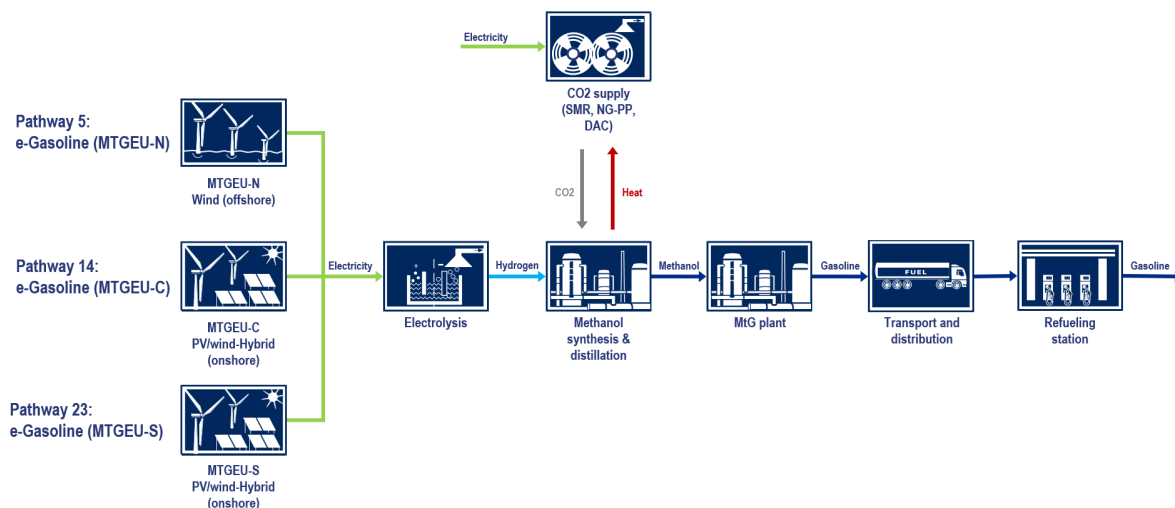 Electricity
CO2 supply
(SMR, NG-PP,
DAC)
Pathway 5:
e-Gasoline (MTGEU-N)
MTGEU-N
Wind (offshore)
CO2
Heat
Pathway 14:
e-Gasoline (MTGEU-C)
MTGEU-C
PV/wind-Hybrid
(onshore)
Electricity
Electrolysis
Hydrogen
Methanol
synthesis &
distillation
Methanol
MtG plant
Gasoline
FUEL
Transport and
distribution
Refueling
station
Gasoline
Pathway 23:
e-Gasoline (MTGEU-S)
MTGEU-S
PV/wind-Hybrid
(onshore)